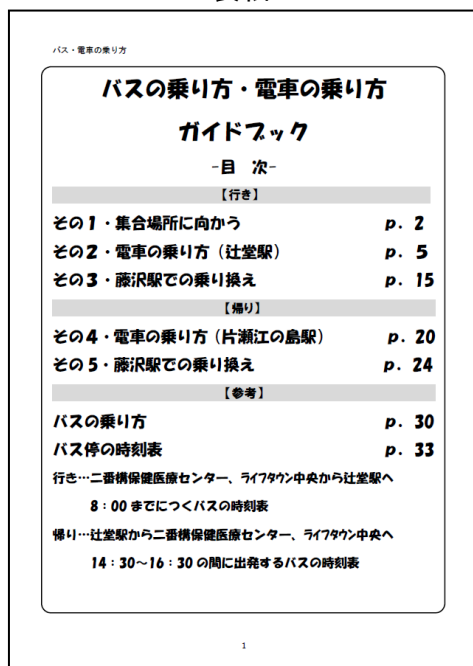 バス・電車の乗り方
バスの乗り方・電車の乗り方
ガイドブック
-目 次-
【行き】
その1・集合場所に向かう p. 2
その2・電車の乗り方（辻堂駅） p. 5
その3・藤沢駅での乗り換え p. 15
【帰り】
その4・電車の乗り方（片瀬江の島駅） p. 20
その5・藤沢駅での乗り換え p. 24
【参考】
バスの乗り方 p. 30
バス停の時刻表 p. 33
行き…二番構保健医療センター、ライフタウン中央から辻堂駅へ
8：00 までにつくバスの時刻表
帰り…辻堂駅から二番構保健医療センター、ライフタウン中央へ
14：30～16：30 の間に出発するバスの時刻表
1